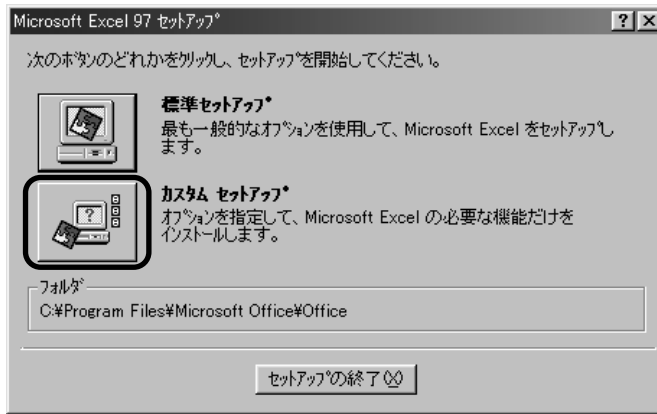 Microsoft Excel 97 ｾｯﾄｱｯﾌﾟ
次のﾎﾞﾀﾝのどれかをｸﾘｯｸし、ｾｯﾄｱｯﾌﾟを開始してください。
標準ｾｯﾄｱｯﾌﾟ
最も一般的なｵﾌﾟｼｮﾝを使用して、Microsoft Excel をｾｯﾄｱｯﾌﾟし
ます。
ｶｽﾀﾑ ｾｯﾄｱｯﾌﾟ
ｵﾌﾟｼｮﾝを指定して、Microsoft Excel の必要な機能だけを
ｲﾝｽﾄｰﾙします。
ﾌｫﾙﾀﾞ
C:¥Program Files¥Microsoft Office¥Office
ｾｯﾄｱｯﾌﾟの終了(X)